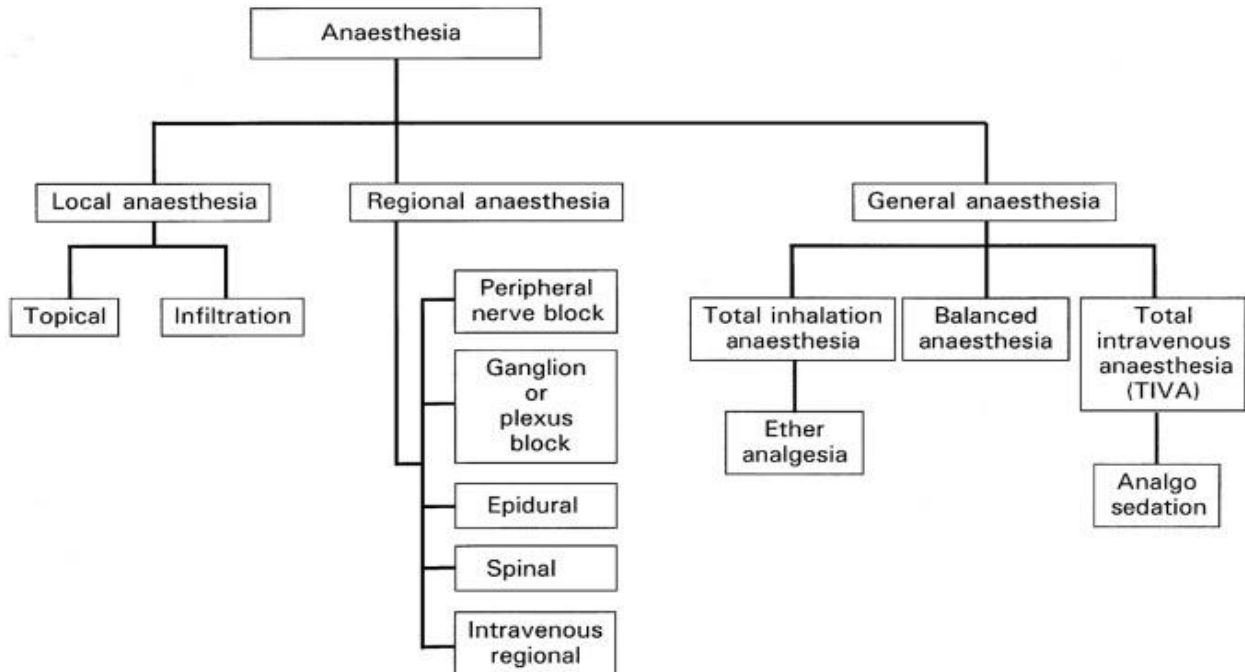 Anaesthesia
Local anaesthesia
Regional anaesthesia
General anaesthesia
Topical
Infiltration
Peripheral
nerve block
Ganglion
or
plexus
block
Epidural
Spinal
Intravenous
regional
Total inhalation
anaesthesia
Balanced
anaesthesia
Total
intravenous
anaesthesia
(TIVA)
Ether
analgesia
Analgo
sedation